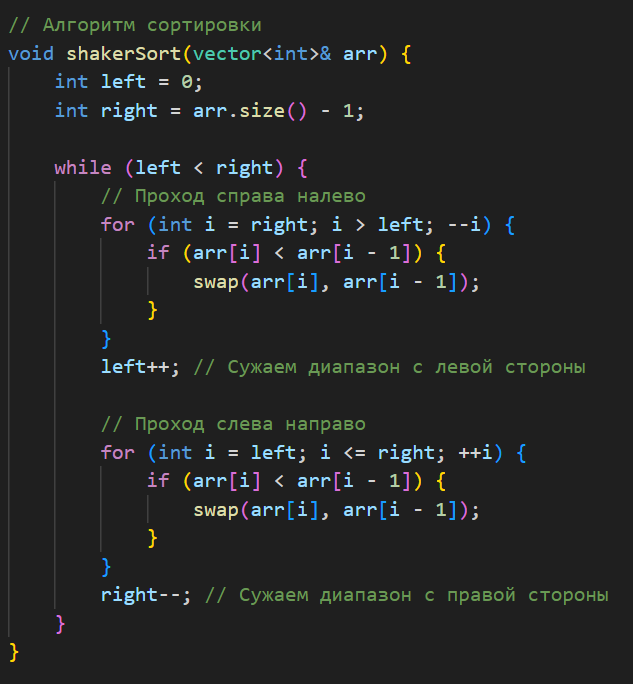 // Алгоритм сортировки
void shakerSort(vector<int>& arr) {
    int left = 0;
    int right = arr.size() - 1;

    while (left < right) {
        // Проход справа налево
        for (int i = right; i > left; --i) {
            if (arr[i] < arr[i - 1]) {
                swap(arr[i], arr[i - 1]);
            }
        }
        left++; // Сужаем диапазон с левой стороны

        // Проход слева направо
        for (int i = left; i <= right; ++i) {
            if (arr[i] < arr[i - 1]) {
                swap(arr[i], arr[i - 1]);
            }
        }
        right--; // Сужаем диапазон с правой стороны
    }
}